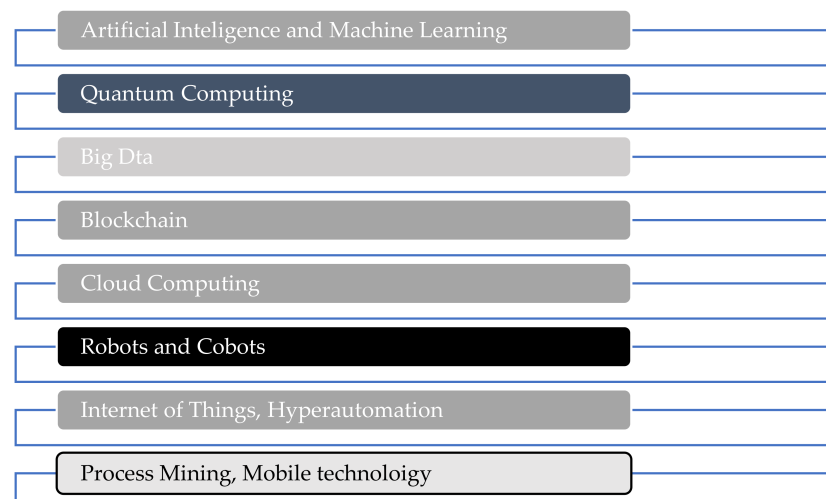 Artificial Inteligence and Machine Learning
Quantum Computing
Big Dta
Blockchain
Cloud Computing
Robots and Cobots
Internet of Things, Hyperautomation
Process Mining, Mobile technoloigy